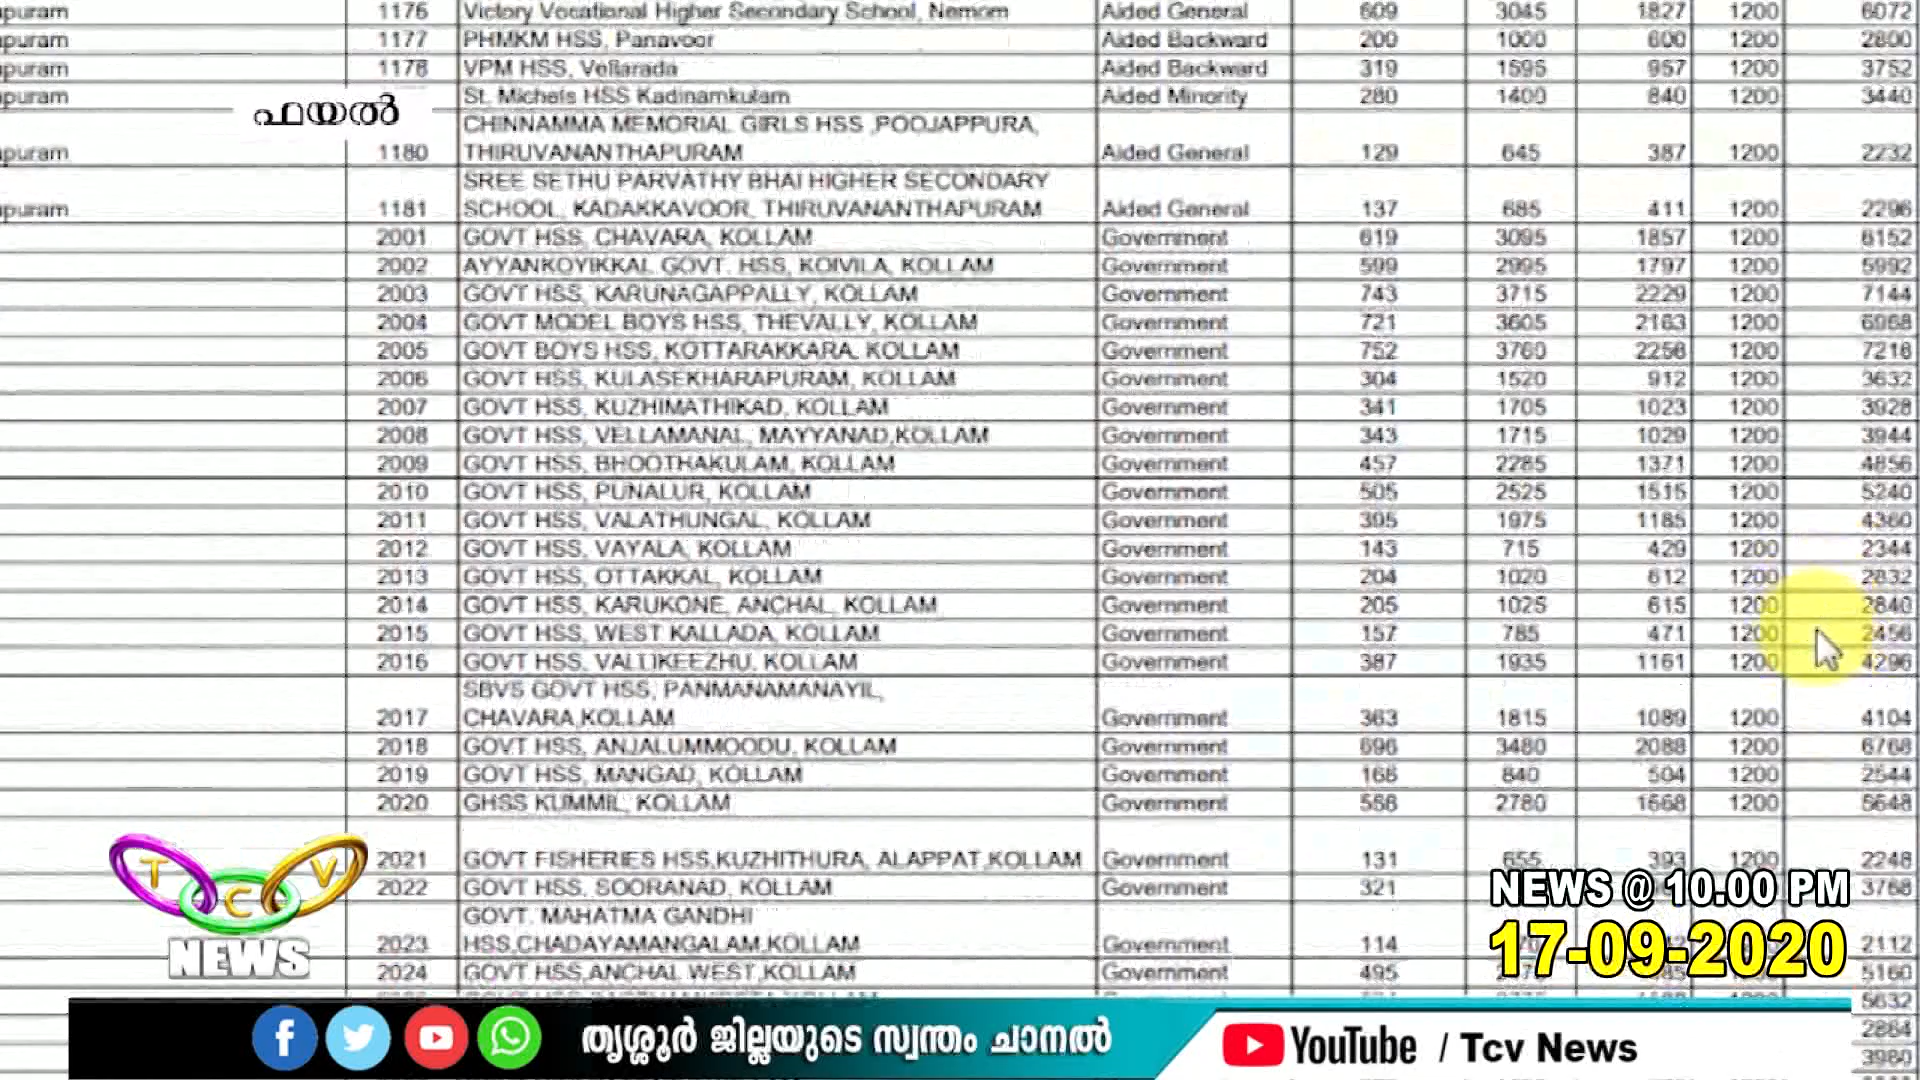 puram 1176 Victory Vocational Higher Secondary School, Nemom Aided General 609 3045 1827 1200 6072
puram 1177 PHMKM HSS, Panavoor Aided Backward 200 1000 600 1200 2800
puram 1178 VPM HSS, Vellarada Aided Backward 319 1595 957 1200 3752
puram St. Michels HSS Kadinamkulam Aided Minority 280 1400 840 1200 3440
ഫയൽ
CHINNAMMA MEMORIAL GIRLS HSS ,POOJAPPURA,
puram 1180 THIRUVANANTHAPURAM Aided General 129 645 387 1200 2232
SREE SETHU PARVATHY BHAI HIGHER SECONDARY
puram 1181 SCHOOL, KADAKKAVOOR, THIRUVANANTHAPURAM Aided General 137 685 411 1200 2296
2001 GOVT HSS, CHAVARA, KOLLAM Government 619 3095 1857 1200 6152
2002 AYYANKOYIKKAL GOVT. HSS, KOIVILA, KOLLAM Government 599 2995 1797 1200 5992
2003 GOVT HSS, KARUNAGAPPALLY, KOLLAM Government 743 3715 2229 1200 7144
2004 GOVT MODEL BOYS HSS, THEVALLY, KOLLAM Government 721 3605 2163 1200 6968
2005 GOVT BOYS HSS, KOTTARAKKARA, KOLLAM Government 752 3760 2256 1200 7216
2006 GOVT HSS, KULASEKHARAPURAM, KOLLAM Government 304 1520 912 1200 3632
2007 GOVT HSS, KUZHIMATHIKAD, KOLLAM Government 341 1705 1023 1200 3928
2008 GOVT HSS, VELLAMANAL, MAYYANAD,KOLLAM Government 343 1715 1029 1200 3944
2009 GOVT HSS, BHOOTHAKULAM, KOLLAM Government 457 2285 1371 1200 4856
2010 GOVT HSS, PUNALUR, KOLLAM Government 505 2525 1515 1200 5240
2011 GOVT HSS, VALATHUNGAL, KOLLAM Government 395 1975 1185 1200 4360
2012 GOVT HSS, VAYALA, KOLLAM Government 143 715 429 1200 2344
2013 GOVT HSS, OTTAKKAL, KOLLAM Government 204 1020 612 1200 2832
2014 GOVT HSS, KARUKONE, ANCHAL, KOLLAM Government 205 1025 615 1200 2840
2015 GOVT HSS, WEST KALLADA, KOLLAM Government 157 785 471 1200 2456
2016 GOVT HSS, VALLIKEEZHU, KOLLAM Government 387 1935 1161 1200 4296
SBVS GOVT HSS, PANMANAMANAYIL,
2017 CHAVARA,KOLLAM Government 363 1815 1089 1200 4104
2018 GOVT HSS, ANJALUMMOODU, KOLLAM Government 696 3480 2088 1200 6768
2019 GOVT HSS, MANGAD, KOLLAM Government 168 840 504 1200 2544
2020 GHSS KUMMIL, KOLLAM Government 556 2780 1668 1200 5648
2021 GOVT FISHERIES HSS,KUZHITHURA, ALAPPAT,KOLLAM Government 131 655 393 1200 2248
2022 GOVT HSS, SOORANAD, KOLLAM Government 321 3768
GOVT. MAHATMA GANDHI
2023 HSS,CHADAYAMANGALAM,KOLLAM Government 114 2112
2024 GOVT HSS,ANCHAL WEST,KOLLAM Government 495 5160
5632
2864
3980
T C V
NEWS
NEWS @ 10.00 PM
17-09-2020
തൃശ്ശൂർ ജില്ലയുടെ സ്വന്തം ചാനൽ
YouTube / Tcv News